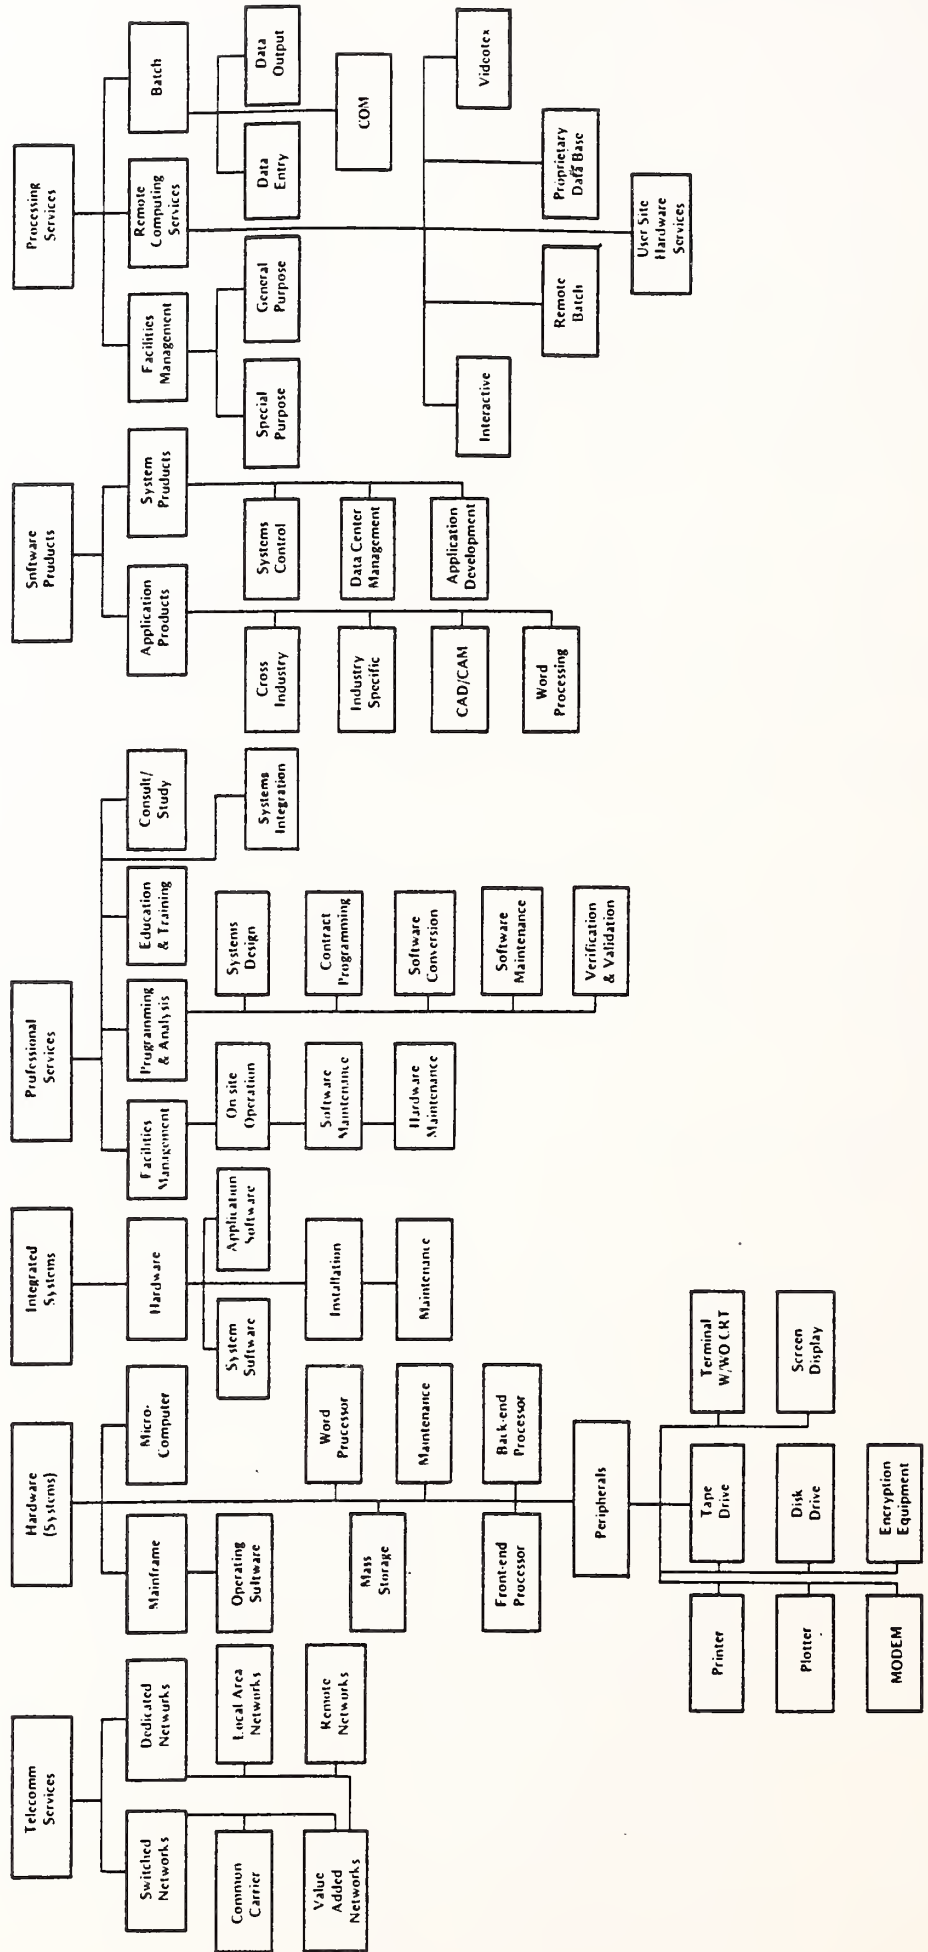 Telecomm
Services
Switched
Networks
Dedicated
Networks
Common
Carrier
Local Area
Networks
Value
Added
Networks
Remote
Networks
Hardware
(Systems)
Mainframe
Micro-
Computer
Operating
Software
Word
Processor
Mass
Storage
Maintenance
Front-end
Processor
Back-end
Processor
Peripherals
Printer
Tape
Drive
Terminal
W/WO CRT
Plotter
Disk
Drive
Screen
Display
MODEM
Encryption
Equipment
Integrated
Systems
Hardware
System
Software
Application
Software
Installation
Maintenance
Professional
Services
Facilities
Management
Programming
& Analysis
Education
& Training
Consult/
Study
On site
Operation
Software
Maintenance
Hardware
Maintenance
Systems
Design
Contract
Programming
Software
Conversion
Software
Maintenance
Verification
& Validation
Systems
Integration
Software
Products
Application
Products
System
Products
Cross
Industry
Industry
Specific
CAD/CAM
Word
Processing
Systems
Control
Data Center
Management
Application
Development
Processing
Services
Facilities
Management
Remote
Computing
Services
Batch
Special
Purpose
General
Purpose
Data
Entry
Data
Output
COM
Interactive
Remote
Batch
Proprietary
Data Base
Videotex
User Site
Hardware
Services